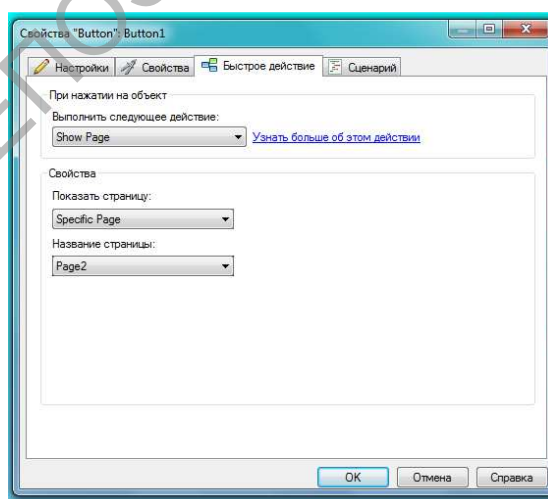 Свойства "Button": Button1
Настройки Свойства Быстрое действие Сценарий
При нажатии на объект
Выполнить следующее действие:
Show Page Узнать больше об этом действии
Свойства
Показать страницу:
Specific Page
Название страницы:
Page2
OK Отмена Справка